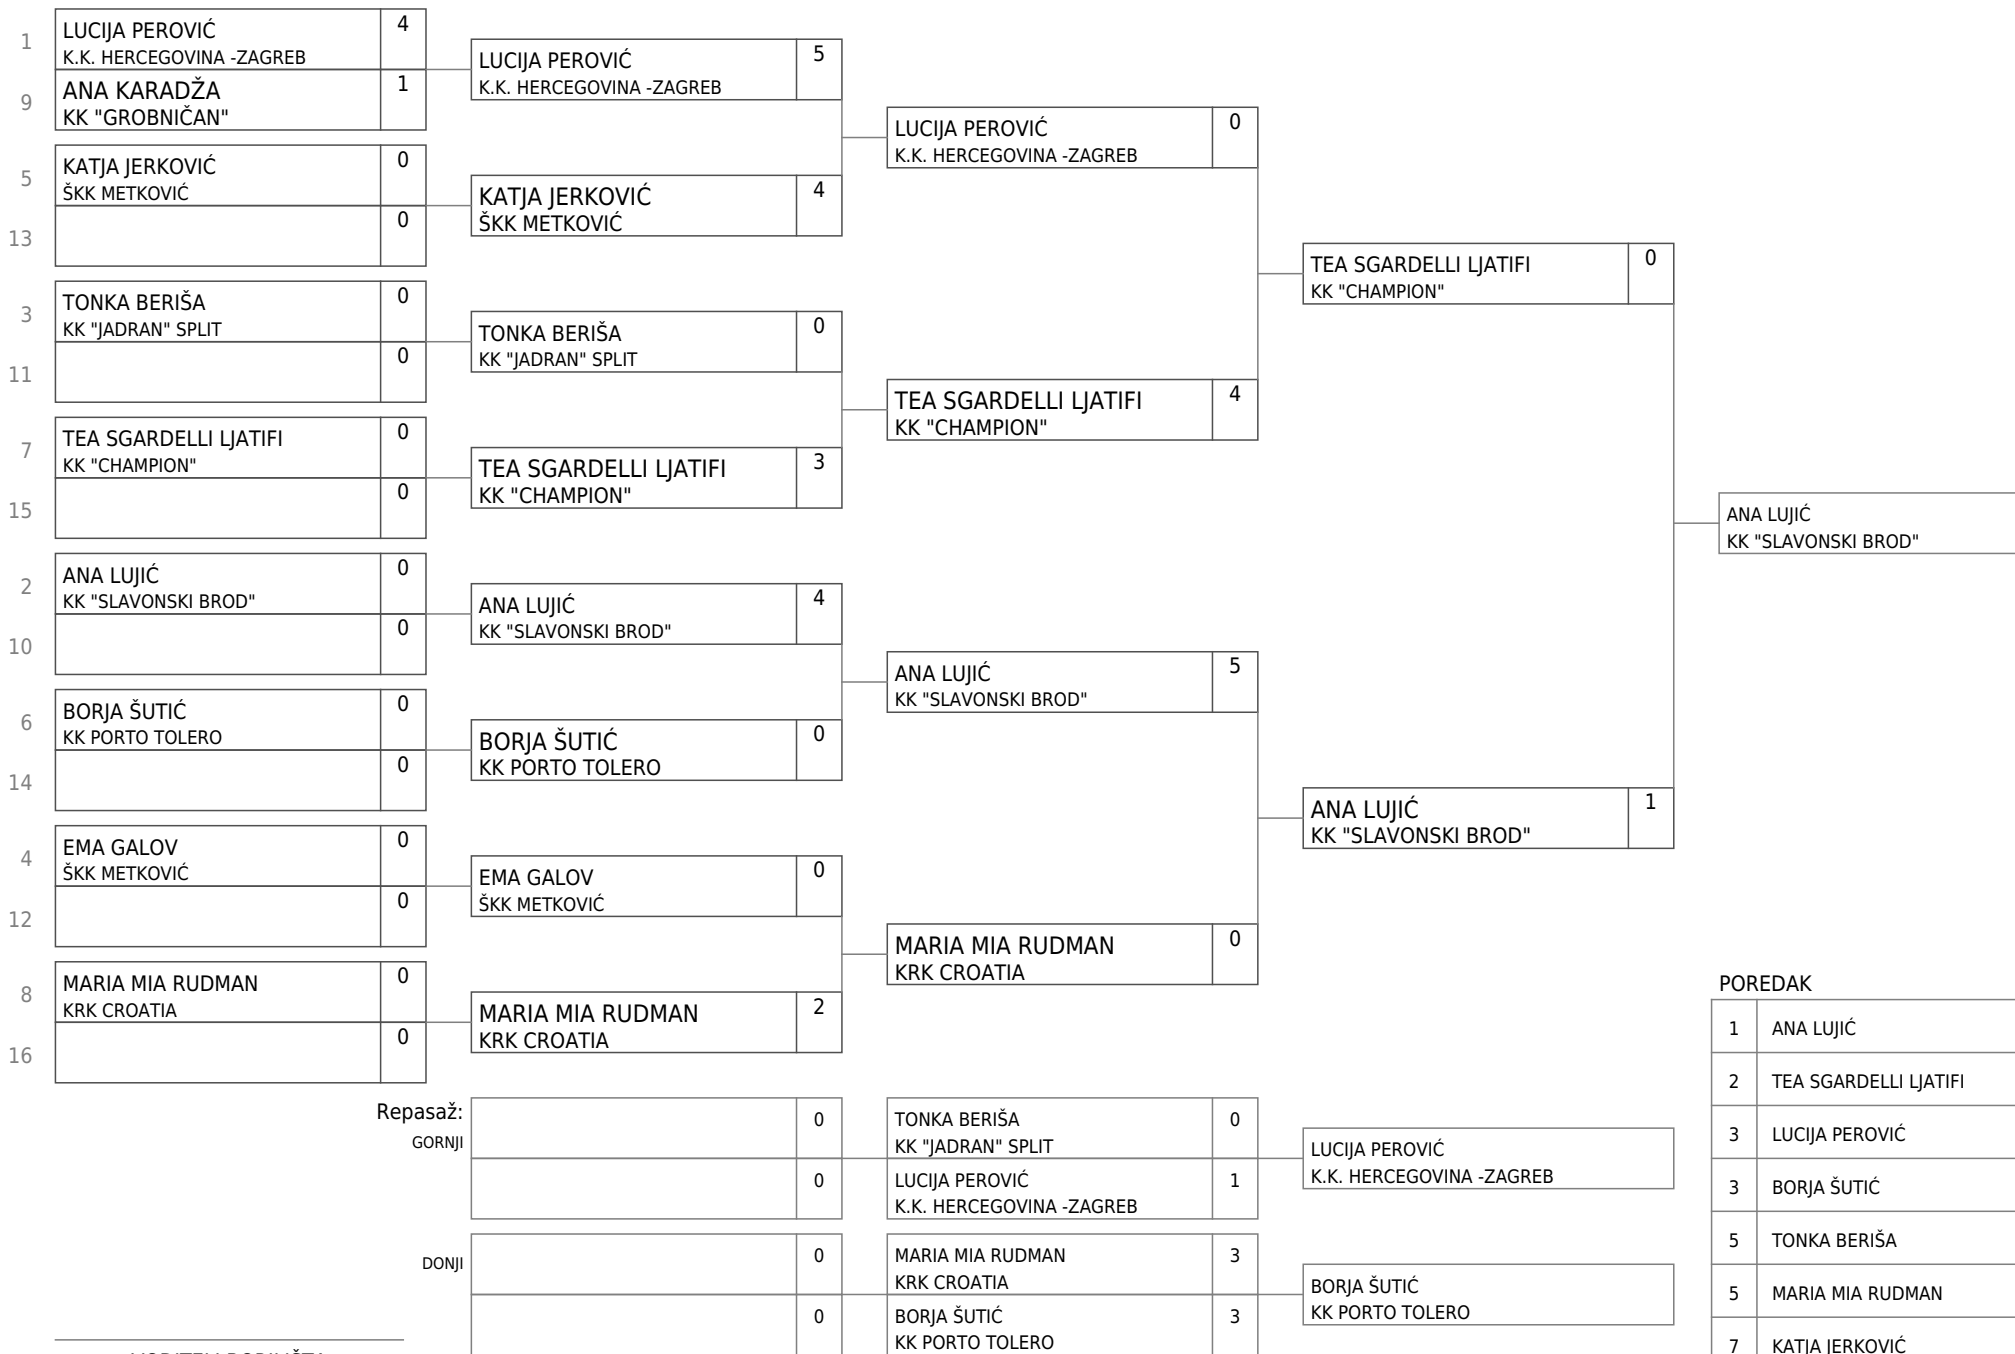 1
LUCIJA PEROVIĆ
K.K. HERCEGOVINA -ZAGREB
4
9
ANA KARADŽA
KK "GROBNIČAN"
1
5
KATJA JERKOVIĆ
ŠKK METKOVIĆ
0
13
0
3
TONKA BERIŠA
KK "JADRAN" SPLIT
0
11
0
7
TEA SGARDELLI LJATIFI
KK "CHAMPION"
0
15
0
2
ANA LUJIĆ
KK "SLAVONSKI BROD"
0
10
0
6
BORJA ŠUTIĆ
KK PORTO TOLERO
0
14
0
4
EMA GALOV
ŠKK METKOVIĆ
0
12
0
8
MARIA MIA RUDMAN
KRK CROATIA
0
16
0
LUCIJA PEROVIĆ
K.K. HERCEGOVINA -ZAGREB
5
KATJA JERKOVIĆ
ŠKK METKOVIĆ
4
TONKA BERIŠA
KK "JADRAN" SPLIT
0
TEA SGARDELLI LJATIFI
KK "CHAMPION"
3
ANA LUJIĆ
KK "SLAVONSKI BROD"
4
BORJA ŠUTIĆ
KK PORTO TOLERO
0
EMA GALOV
ŠKK METKOVIĆ
0
MARIA MIA RUDMAN
KRK CROATIA
2
LUCIJA PEROVIĆ
K.K. HERCEGOVINA -ZAGREB
0
TEA SGARDELLI LJATIFI
KK "CHAMPION"
4
ANA LUJIĆ
KK "SLAVONSKI BROD"
5
MARIA MIA RUDMAN
KRK CROATIA
0
TEA SGARDELLI LJATIFI
KK "CHAMPION"
0
ANA LUJIĆ
KK "SLAVONSKI BROD"
1
ANA LUJIĆ
KK "SLAVONSKI BROD"
Repasaž:
GORNJI
0
0
TONKA BERIŠA
KK "JADRAN" SPLIT
0
LUCIJA PEROVIĆ
K.K. HERCEGOVINA -ZAGREB
1
LUCIJA PEROVIĆ
K.K. HERCEGOVINA -ZAGREB
DONJI
0
0
MARIA MIA RUDMAN
KRK CROATIA
3
BORJA ŠUTIĆ
KK PORTO TOLERO
3
BORJA ŠUTIĆ
KK PORTO TOLERO
POREDAK
1 ANA LUJIĆ
2 TEA SGARDELLI LJATIFI
3 LUCIJA PEROVIĆ
3 BORJA ŠUTIĆ
5 TONKA BERIŠA
5 MARIA MIA RUDMAN
7 KATJA JERKOVIĆ